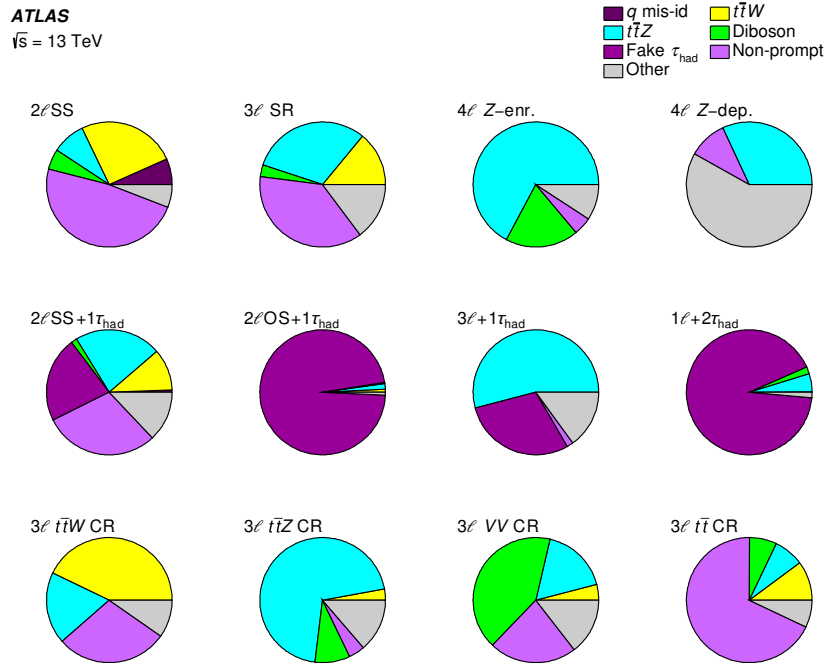 ATLAS
√s = 13 TeV
q mis-id
tt̄W
tt̄Z
Diboson
Fake τhad
Non-prompt
Other
2ℓSS
3ℓ SR
4ℓ Z−enr.
4ℓ Z−dep.
2ℓSS+1τhad
2ℓOS+1τhad
3ℓ+1τhad
1ℓ+2τhad
3ℓ tt̄W CR
3ℓ tt̄Z CR
3ℓ VV CR
3ℓ tt̄ CR